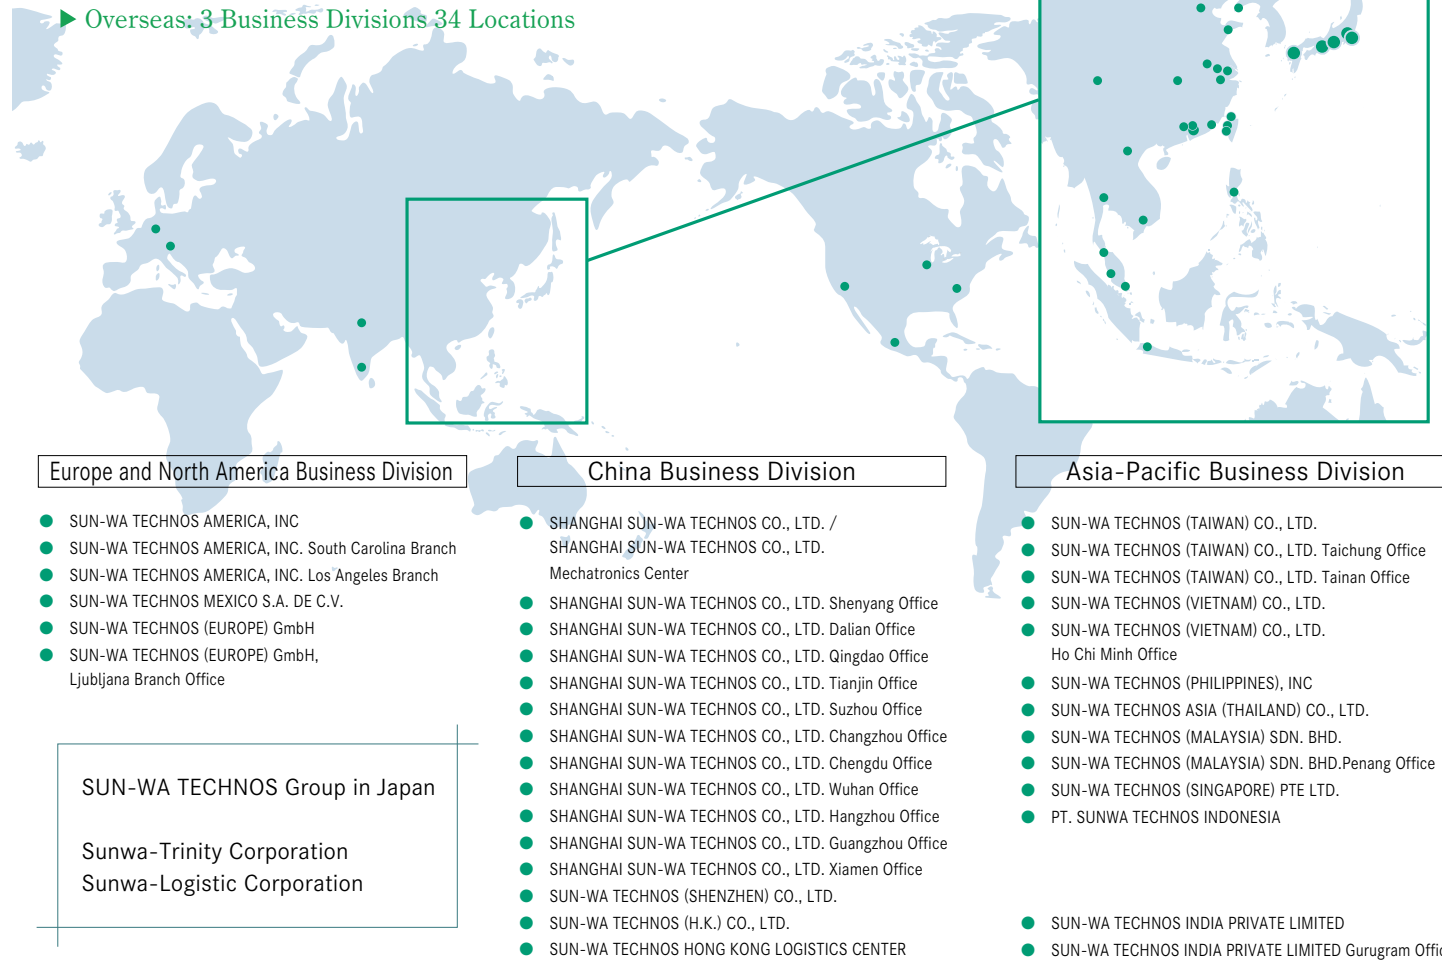 ▶ Overseas: 3 Business Divisions 34 Locations
Europe and North America Business Division
● SUN-WA TECHNOS AMERICA, INC
● SUN-WA TECHNOS AMERICA, INC. South Carolina Branch
● SUN-WA TECHNOS AMERICA, INC. Los Angeles Branch
● SUN-WA TECHNOS MEXICO S.A. DE C.V.
● SUN-WA TECHNOS (EUROPE) GmbH
● SUN-WA TECHNOS (EUROPE) GmbH,
Ljubljana Branch Office
SUN-WA TECHNOS Group in Japan
Sunwa-Trinity Corporation
Sunwa-Logistic Corporation
China Business Division
● SHANGHAI SUN-WA TECHNOS CO., LTD. /
SHANGHAI SUN-WA TECHNOS CO., LTD.
Mechatronics Center
● SHANGHAI SUN-WA TECHNOS CO., LTD. Shenyang Office
● SHANGHAI SUN-WA TECHNOS CO., LTD. Dalian Office
● SHANGHAI SUN-WA TECHNOS CO., LTD. Qingdao Office
● SHANGHAI SUN-WA TECHNOS CO., LTD. Tianjin Office
● SHANGHAI SUN-WA TECHNOS CO., LTD. Suzhou Office
● SHANGHAI SUN-WA TECHNOS CO., LTD. Changzhou Office
● SHANGHAI SUN-WA TECHNOS CO., LTD. Chengdu Office
● SHANGHAI SUN-WA TECHNOS CO., LTD. Wuhan Office
● SHANGHAI SUN-WA TECHNOS CO., LTD. Hangzhou Office
● SHANGHAI SUN-WA TECHNOS CO., LTD. Guangzhou Office
● SHANGHAI SUN-WA TECHNOS CO., LTD. Xiamen Office
● SUN-WA TECHNOS (SHENZHEN) CO., LTD.
● SUN-WA TECHNOS (H.K.) CO., LTD.
● SUN-WA TECHNOS HONG KONG LOGISTICS CENTER
Asia-Pacific Business Division
● SUN-WA TECHNOS (TAIWAN) CO., LTD.
● SUN-WA TECHNOS (TAIWAN) CO., LTD. Taichung Office
● SUN-WA TECHNOS (TAIWAN) CO., LTD. Tainan Office
● SUN-WA TECHNOS (VIETNAM) CO., LTD.
● SUN-WA TECHNOS (VIETNAM) CO., LTD.
Ho Chi Minh Office
● SUN-WA TECHNOS (PHILIPPINES), INC
● SUN-WA TECHNOS ASIA (THAILAND) CO., LTD.
● SUN-WA TECHNOS (MALAYSIA) SDN. BHD.
● SUN-WA TECHNOS (MALAYSIA) SDN. BHD.Penang Office
● SUN-WA TECHNOS (SINGAPORE) PTE LTD.
● PT. SUNWA TECHNOS INDONESIA
● SUN-WA TECHNOS INDIA PRIVATE LIMITED
● SUN-WA TECHNOS INDIA PRIVATE LIMITED Gurugram